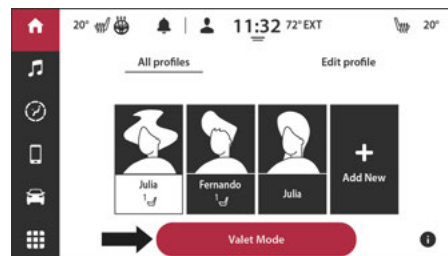 20° 11:32 72° EXT 20°
All profiles Edit profile
Julia Fernando Julia Add New
1 1
Valet Mode